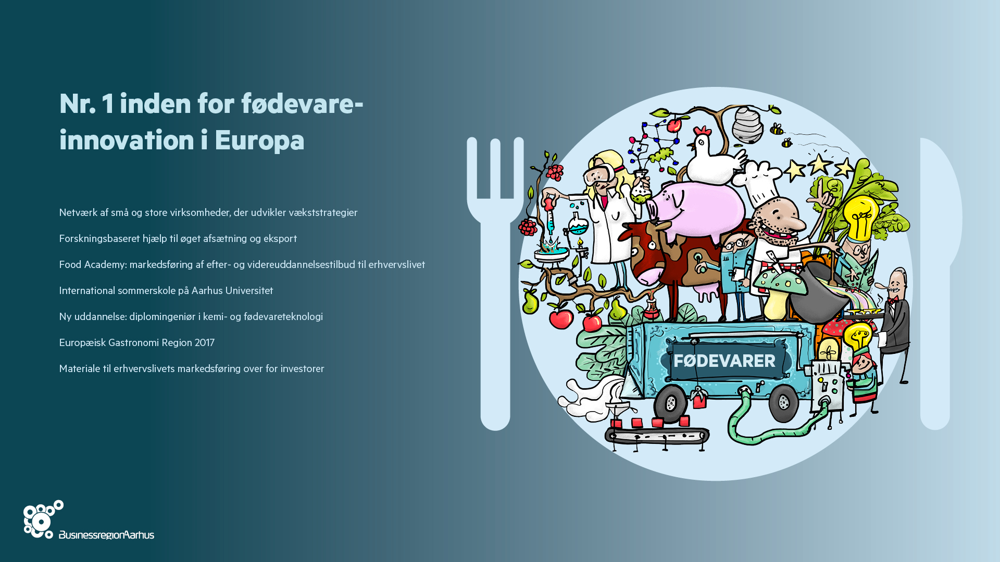 Nr. 1 inden for fødevare-
innovation i Europa
Netværk af små og store virksomheder, der udvikler vækststrategier
Forskningsbaseret hjælp til øget afsætning og eksport
Food Academy: markedsføring af efter- og videreuddannelsestilbud til erhvervslivet
International sommerskole på Aarhus Universitet
Ny uddannelse: diplomingeniør i kemi- og fødevareteknologi
Europæisk Gastronomi Region 2017
Materiale til erhvervslivets markedsføring over for investorer
FØDEVARER
BusinessregionAarhus